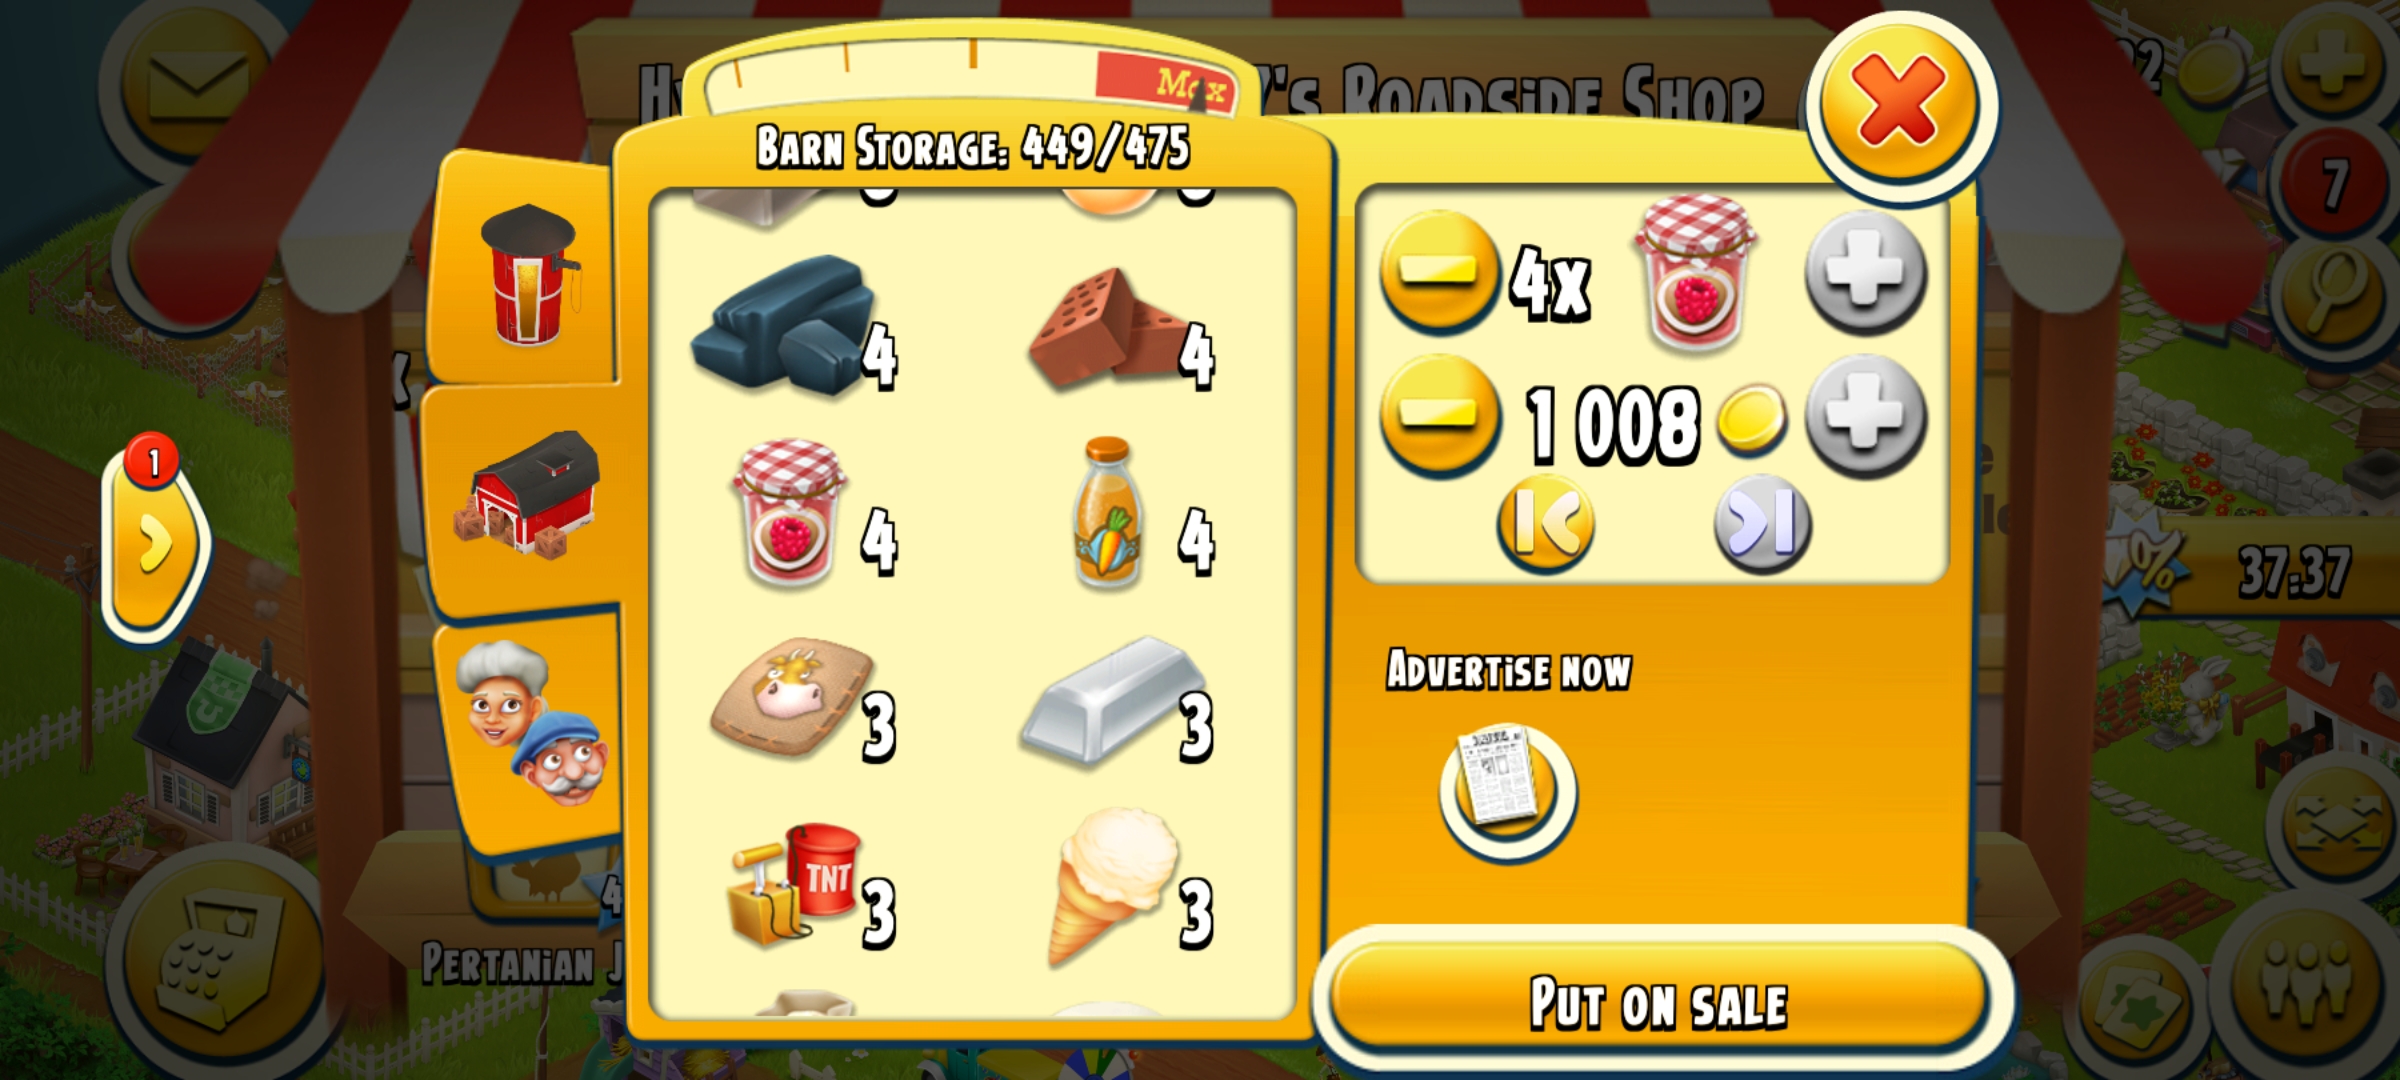 's Roadside Shop
Max
Barn Storage: 449/475
7
4x
4
4
1 008
1
4
4
37:37
Advertise now
3
3
TNT
3
3
Pertanian
Put on sale